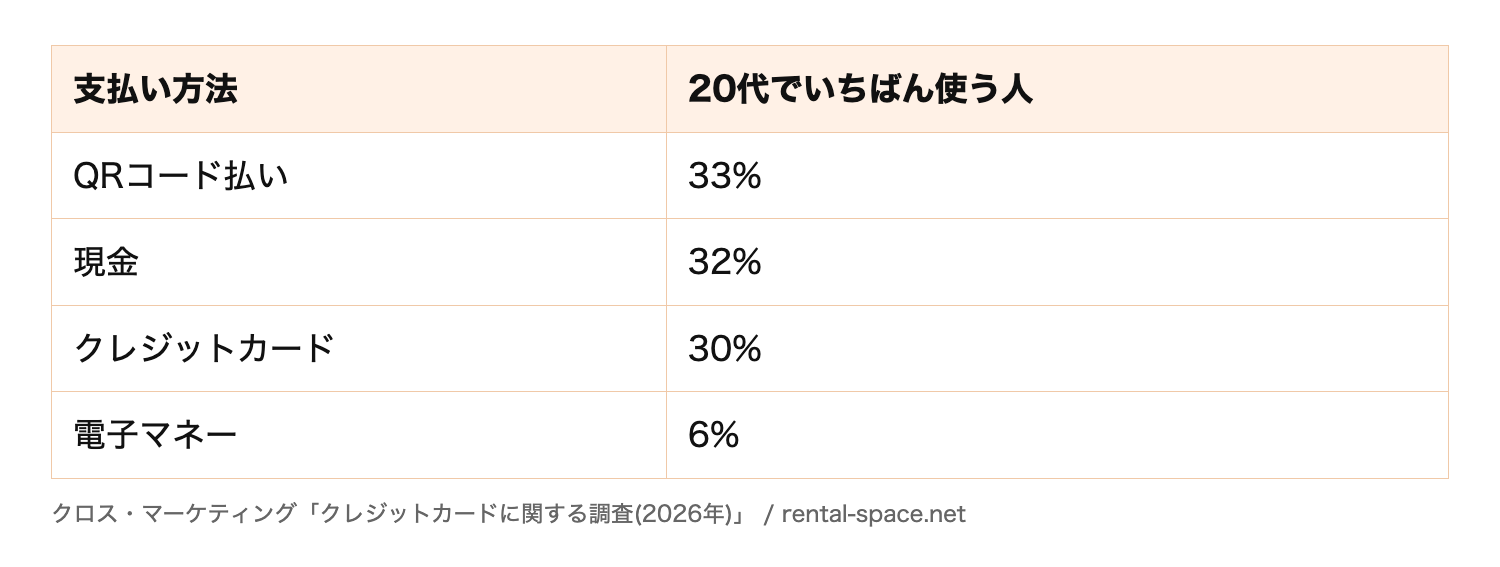 支払い方法 20代でいちばん使う人
QRコード払い 33%
現金 32%
クレジットカード 30%
電子マネー 6%
クロス・マーケティング「クレジットカードに関する調査(2026年)」 / rental-space.net